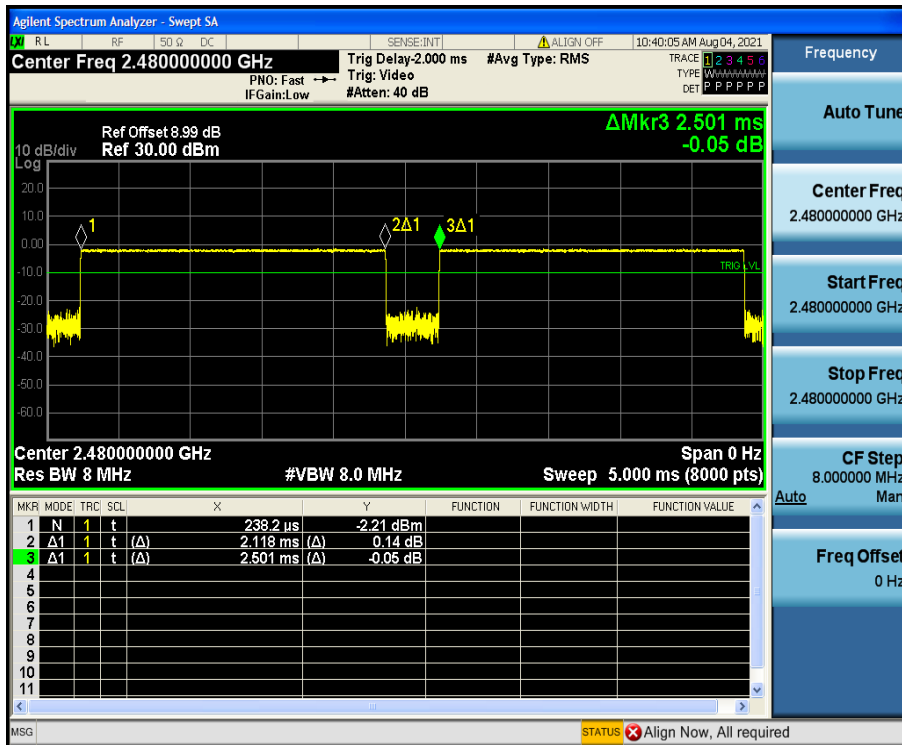 Agilent Spectrum Analyzer - Swept SA
LXI RL RF 50 Ω DC SENSE:INT ALIGN OFF 10:40:05 AM Aug 04, 2021
Center Freq 2.480000000 GHz
PNO: Fast
IFGain:Low
Trig Delay-2.000 ms
Trig: Video
#Atten: 40 dB
#Avg Type: RMS
TRACE 1 2 3 4 5 6
TYPE WWWWWWW
DET P P P P P P
Ref Offset 8.99 dB
10 dB/div Ref 30.00 dBm
Log
ΔMkr3 2.501 ms
-0.05 dB
20.0
10.0
0.00
-10.0
-20.0
-30.0
-40.0
-50.0
-60.0
1
2Δ1
3Δ1
TRIG LVL
Center 2.480000000 GHz Span 0 Hz
Res BW 8 MHz #VBW 8.0 MHz Sweep 5.000 ms (8000 pts)
MKR MODE TRC SCL X Y FUNCTION FUNCTION WIDTH FUNCTION VALUE
1 N 1 t 238.2 µs -2.21 dBm
2 Δ1 1 t (Δ) 2.118 ms (Δ) 0.14 dB
3 Δ1 1 t (Δ) 2.501 ms (Δ) -0.05 dB
4
5
6
7
8
9
10
11
MSG STATUS Align Now, All required
Frequency
Auto Tune
Center Freq
2.480000000 GHz
Start Freq
2.480000000 GHz
Stop Freq
2.480000000 GHz
CF Step
8.000000 MHz
Auto Man
Freq Offset
0 Hz